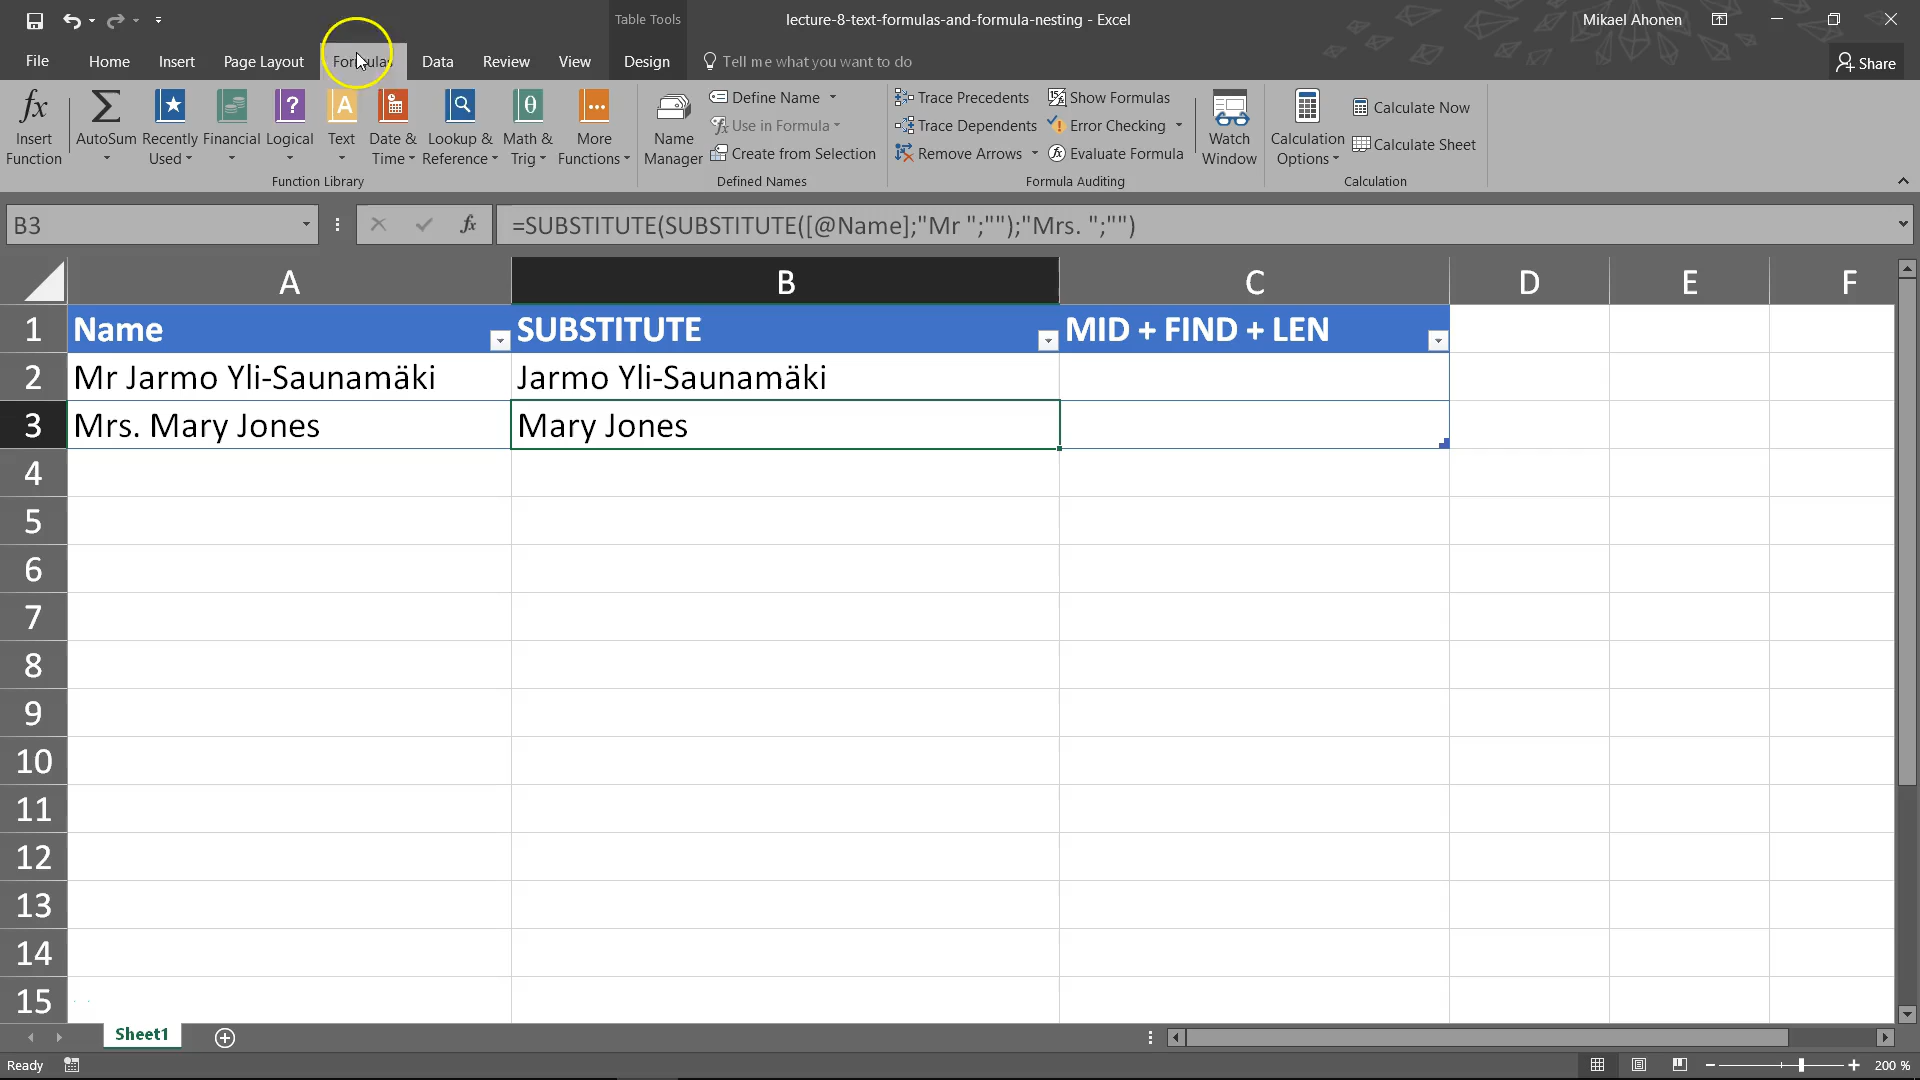 Table Tools
lecture-8-text-formulas-and-formula-nesting - Excel
Mikael Ahonen
File Home Insert Page Layout Formulas Data Review View Design Tell me what you want to do Share
Insert Function
AutoSum
Recently Used
Financial
Logical
Text
Date & Time
Lookup & Reference
Math & Trig
More Functions
Function Library
Name Manager
Define Name
Use in Formula
Create from Selection
Defined Names
Trace Precedents
Trace Dependents
Remove Arrows
Show Formulas
Error Checking
Evaluate Formula
Formula Auditing
Watch Window
Calculation Options
Calculate Now
Calculate Sheet
Calculation
B3 fx =SUBSTITUTE(SUBSTITUTE([@Name];"Mr ";"");"Mrs. ";"")
A B C D E F
1 Name SUBSTITUTE MID + FIND + LEN
2 Mr Jarmo Yli-Saunamäki Jarmo Yli-Saunamäki
3 Mrs. Mary Jones Mary Jones
4
5
6
7
8
9
10
11
12
13
14
15
Sheet1
Ready 200 %